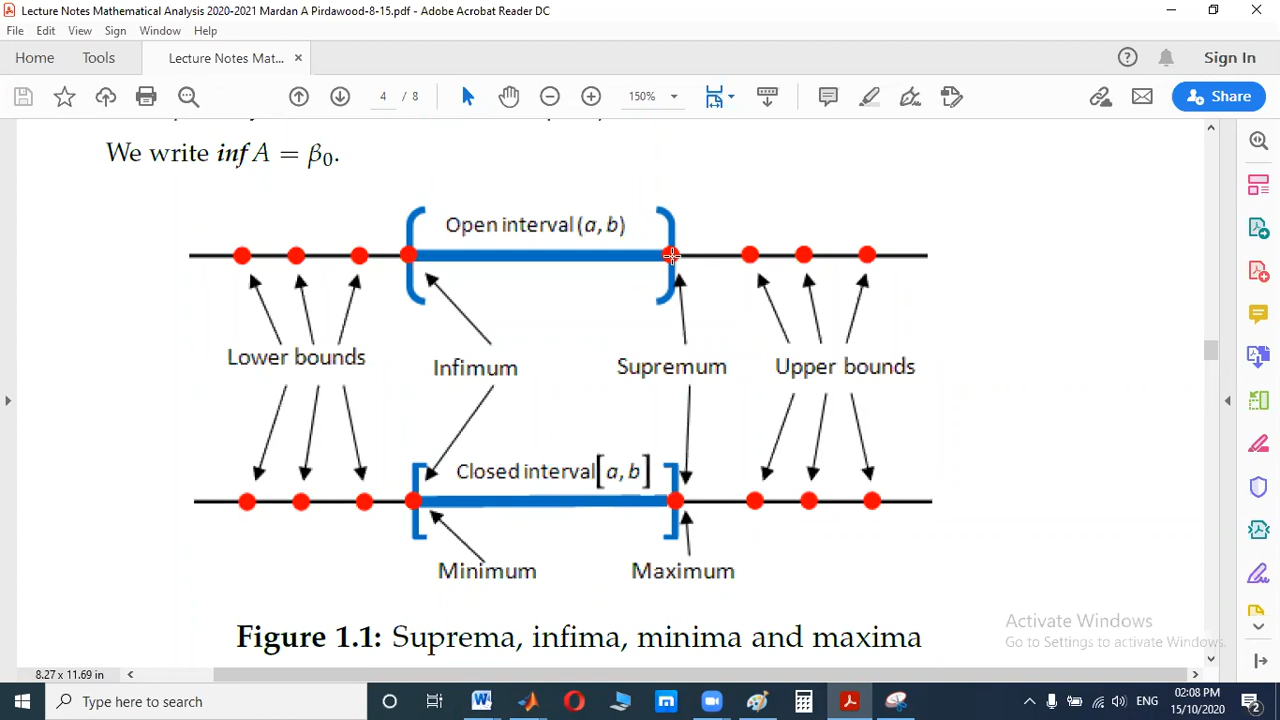 Lecture Notes Mathematical Analysis 2020-2021 Mardan A Pirdawood-8-15.pdf - Adobe Acrobat Reader DC
File Edit View Sign Window Help
Home Tools Lecture Notes Mat... × Sign In
4 / 8 150% Share
We write inf A = β₀.
Open interval (a, b)
Lower bounds Infimum Supremum Upper bounds
Closed interval [a, b]
Minimum Maximum
Figure 1.1: Suprema, infima, minima and maxima
Activate Windows
Go to Settings to activate Windows.
8.27 x 11.69 in
Type here to search
ENG
02:08 PM
15/10/2020
2